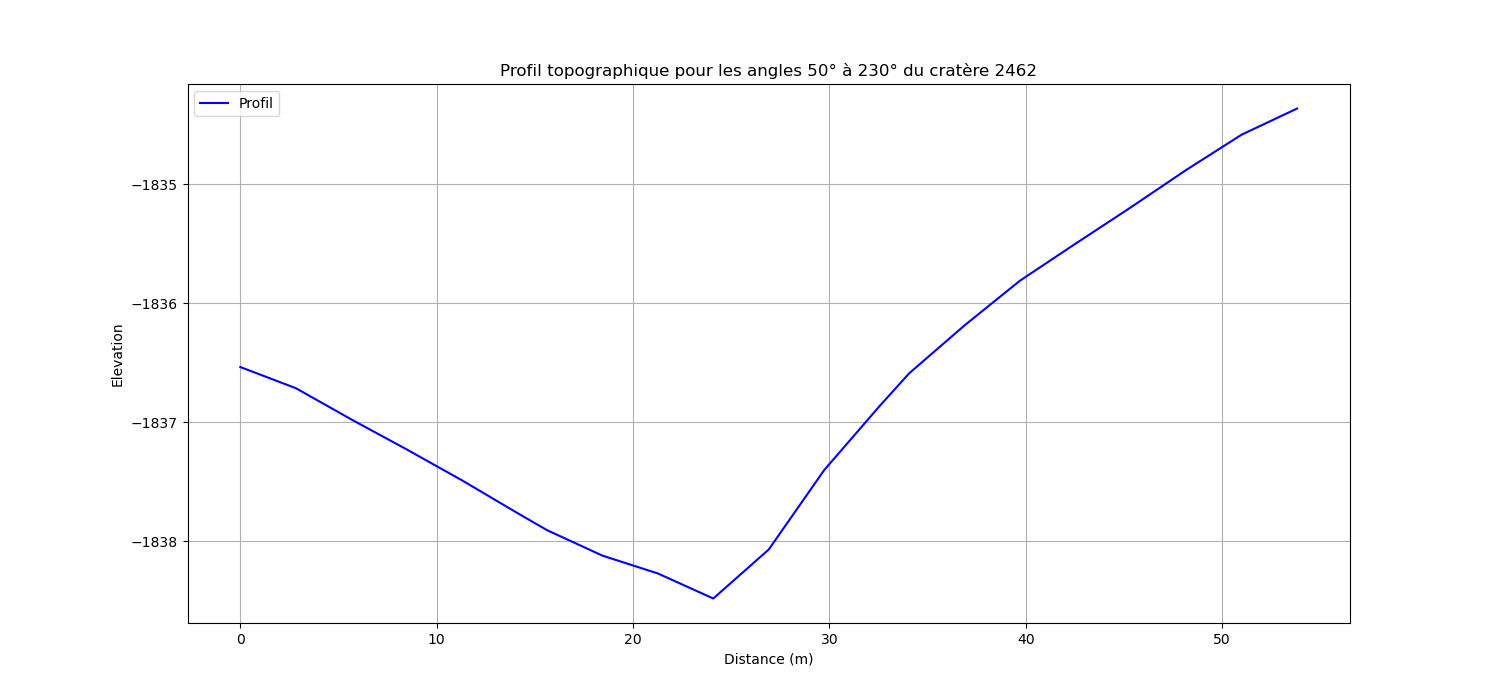 Profil topographique pour les angles 50° à 230° du cratère 2462
Profil
−1835
−1836
−1837
−1838
Elevation
0 10 20 30 40 50
Distance (m)